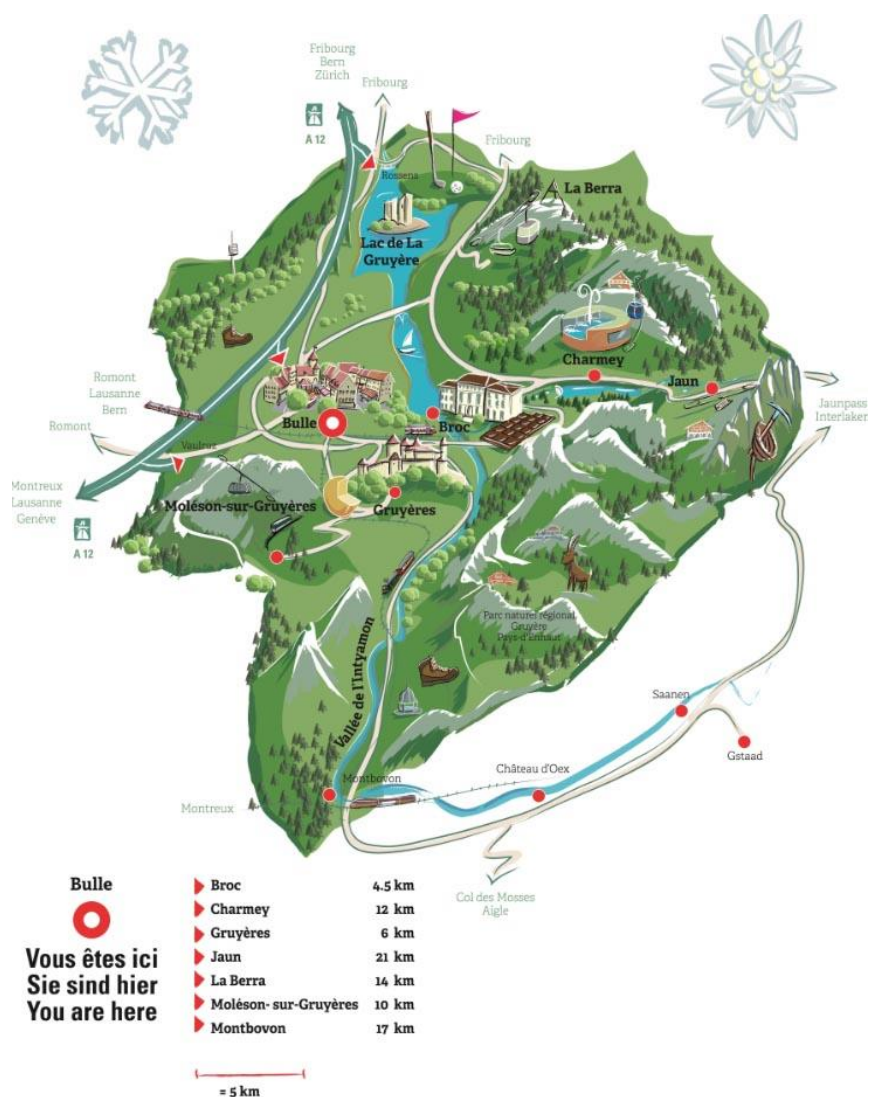 Fribourg
Bern
Zürich
Fribourg
A 12
Fribourg
Rossens
La Berra
Lac de La
Gruyère
Charmey
Jaun
Romont
Lausanne
Bern
Jaunpass
Interlaken
Romont
Bulle
Broc
Vaulruz
Montreux
Lausanne
Genève
Moléson-sur-Gruyères
Gruyères
A 12
Parc naturel régional
Gruyère
Pays-d'Enhaut
Vallée de l'Intyamon
Saanen
Gstaad
Château d'Oex
Montbovon
Montreux
Col des Mosses
Aigle
Bulle
Vous êtes ici
Sie sind hier
You are here
Broc 4.5 km
Charmey 12 km
Gruyères 6 km
Jaun 21 km
La Berra 14 km
Moléson- sur-Gruyères 10 km
Montbovon 17 km
= 5 km